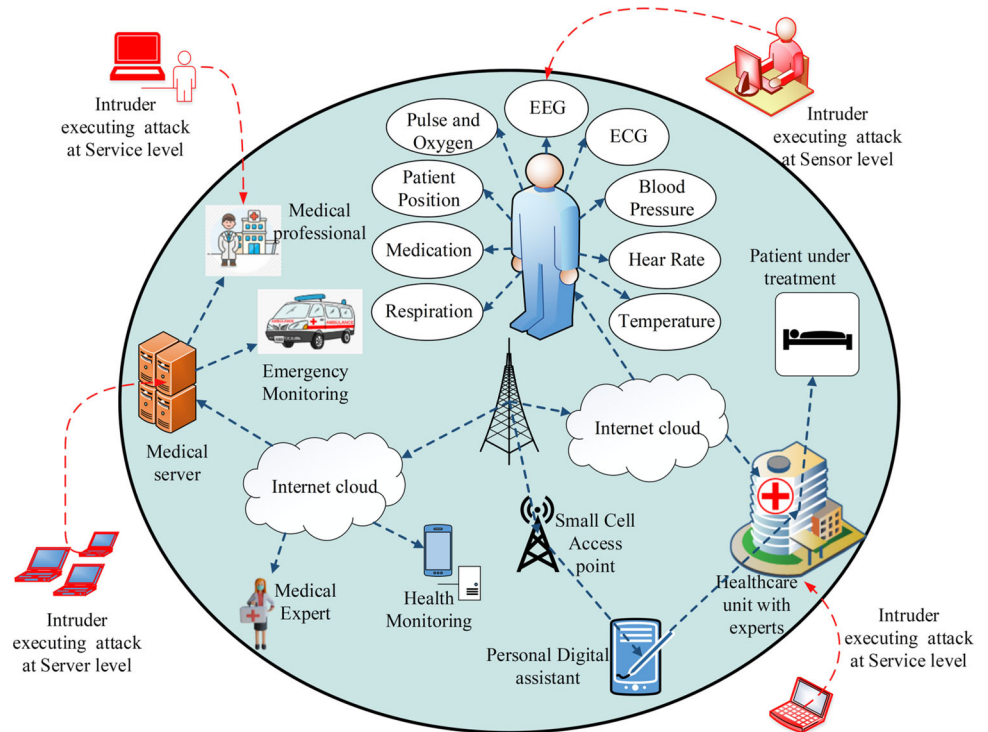 EEG
Pulse and
Oxygen
ECG
Intruder
executing attack
at Service level
Intruder
executing attack
at Sensor level
Patient
Position
Blood
Pressure
Medical
professional
Medication
Hear Rate
Patient under
treatment
Respiration
Temperature
AMBULANCE
Emergency
Monitoring
Internet cloud
Medical
server
Internet cloud
Small Cell
Access
point
Medical
Expert
Health
Monitoring
Healthcare
unit with
experts
Intruder
executing attack
at Server level
Intruder
executing attack
at Service level
Personal Digital
assistant